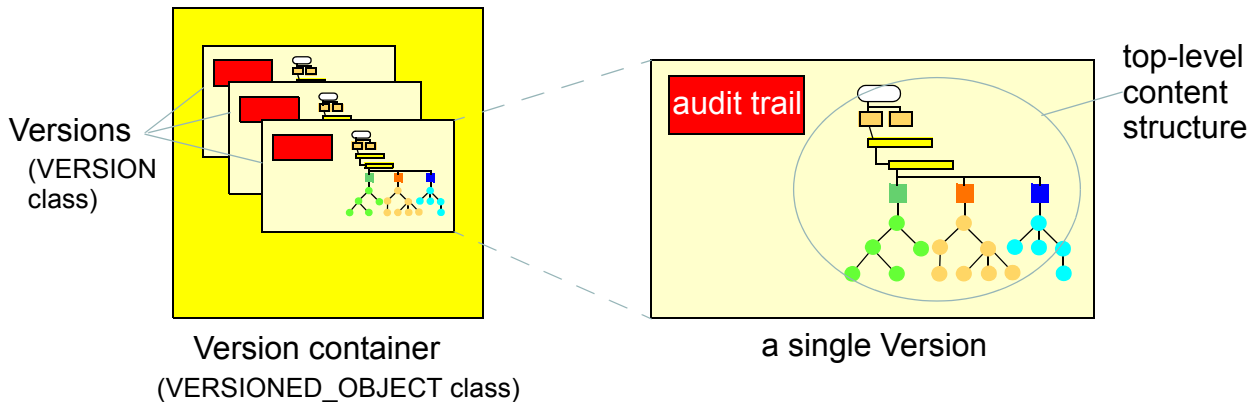 Versions
(VERSION
class)
Version container
(VERSIONED_OBJECT class)
audit trail
a single Version
top-level
content
structure